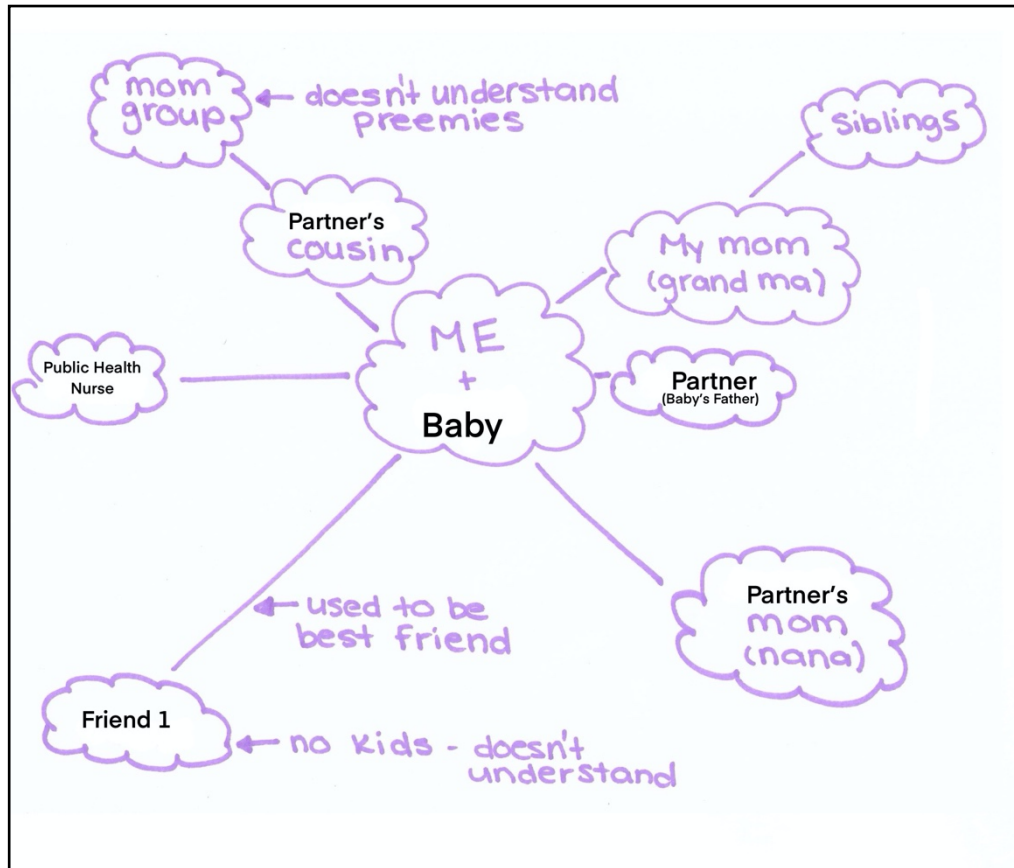 mom
group
doesn't understand
preemies
Siblings
Partner's
cousin
My mom
(grand ma)
ME
+
Baby
Public Health
Nurse
Partner
(Baby's Father)
used to be
best friend
Partner's
mom
(nana)
Friend 1
no kids - doesn't
understand